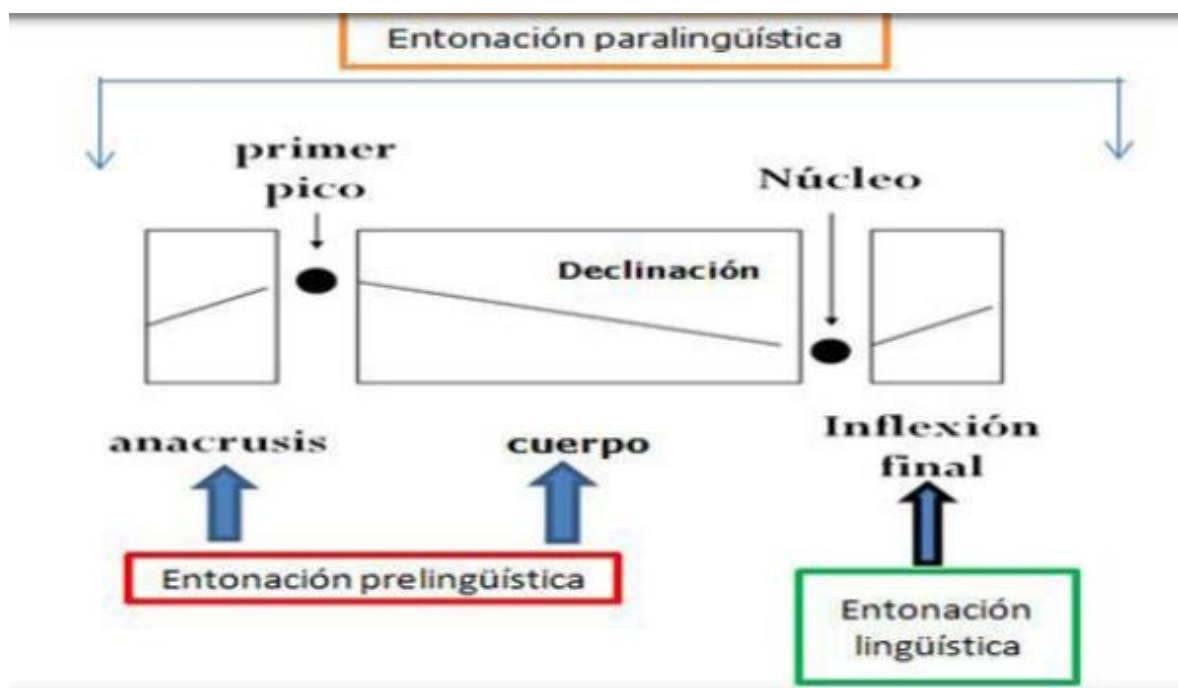 Entonación paralingüística
primer
pico
Núcleo
Declinación
anacrusis
cuerpo
Inflexión
final
Entonación prelingüística
Entonación
lingüística